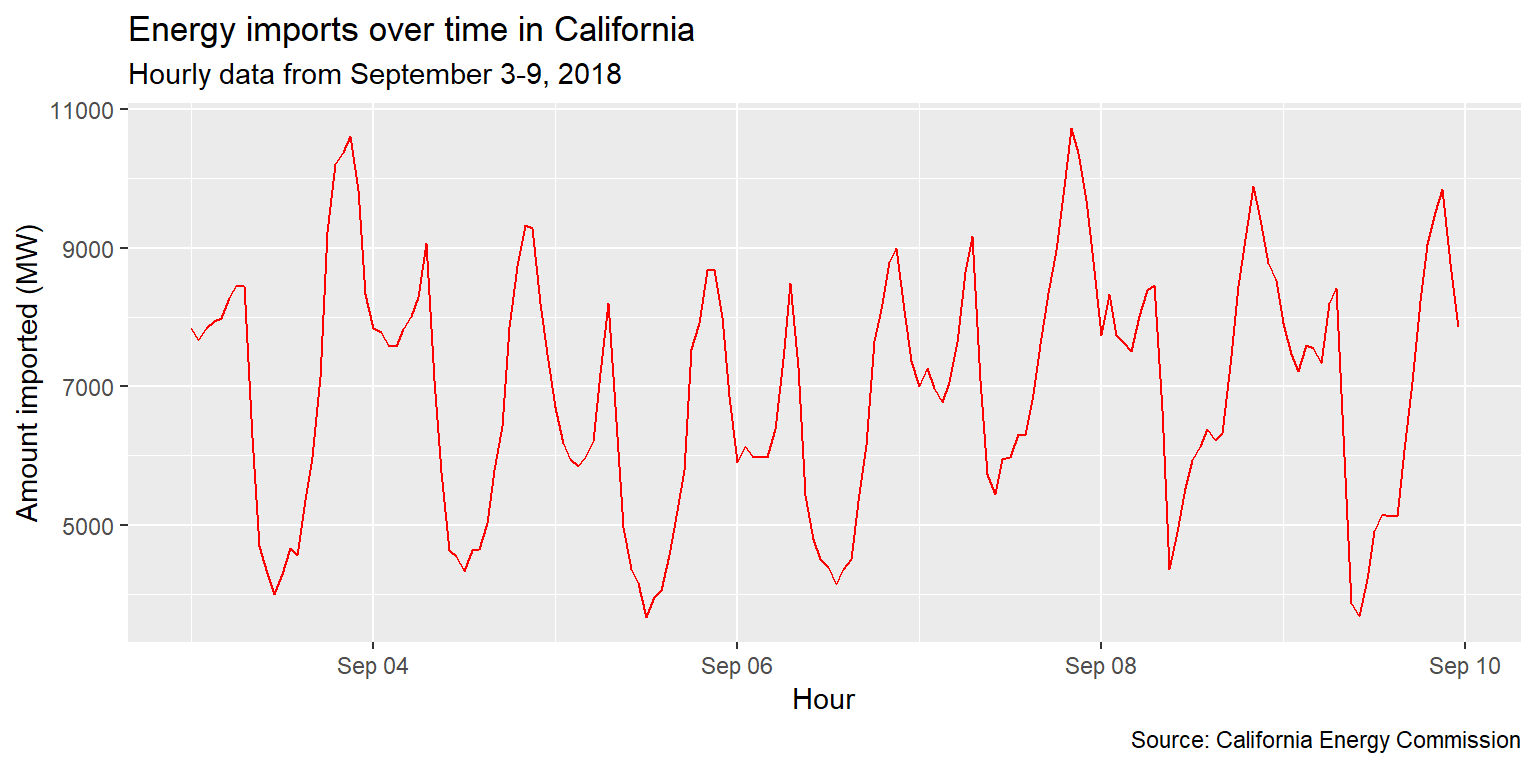 Energy imports over time in California
Hourly data from September 3-9, 2018
11000
9000
7000
5000
Amount imported (MW)
Sep 04
Sep 06
Sep 08
Sep 10
Hour
Source: California Energy Commission